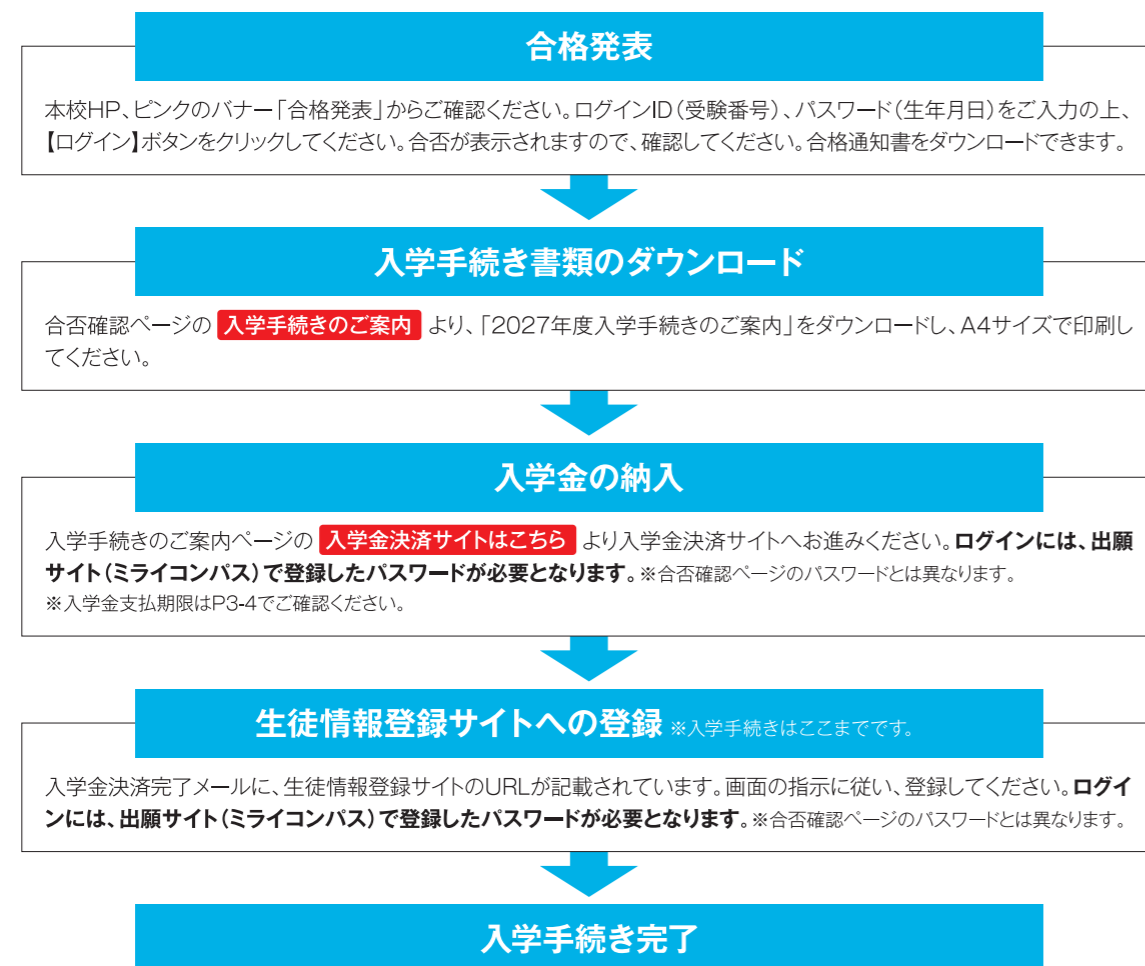 合格発表
本校HP、ピンクのバナー「合格発表」からご確認ください。ログインID(受験番号)、パスワード(生年月日)をご入力の上、
【ログイン】ボタンをクリックしてください。合否が表示されますので、確認してください。合格通知書をダウンロードできます。
入学手続き書類のダウンロード
合否確認ページの 入学手続きのご案内 より、「2027年度入学手続きのご案内」をダウンロードし、A4サイズで印刷し
てください。
入学金の納入
入学手続きのご案内ページの 入学金決済サイトはこちら より入学金決済サイトへお進みください。ログインには、出願
サイト(ミライコンパス)で登録したパスワードが必要となります。※合否確認ページのパスワードとは異なります。
※入学金支払期限はP3-4でご確認ください。
生徒情報登録サイトへの登録 ※入学手続きはここまでです。
入学金決済完了メールに、生徒情報登録サイトのURLが記載されています。画面の指示に従い、登録してください。ログイ
ンには、出願サイト(ミライコンパス)で登録したパスワードが必要となります。※合否確認ページのパスワードとは異なります。
入学手続き完了